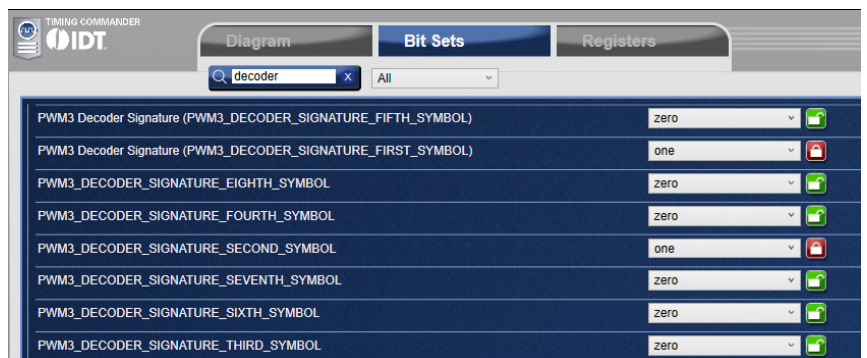 TIMING COMMANDER
IDT.
Diagram
Bit Sets
Registers
decoder
X
All
PWM3 Decoder Signature (PWM3_DECODER_SIGNATURE_FIFTH_SYMBOL) zero
PWM3 Decoder Signature (PWM3_DECODER_SIGNATURE_FIRST_SYMBOL) one
PWM3_DECODER_SIGNATURE_EIGHTH_SYMBOL zero
PWM3_DECODER_SIGNATURE_FOURTH_SYMBOL zero
PWM3_DECODER_SIGNATURE_SECOND_SYMBOL one
PWM3_DECODER_SIGNATURE_SEVENTH_SYMBOL zero
PWM3_DECODER_SIGNATURE_SIXTH_SYMBOL zero
PWM3_DECODER_SIGNATURE_THIRD_SYMBOL zero